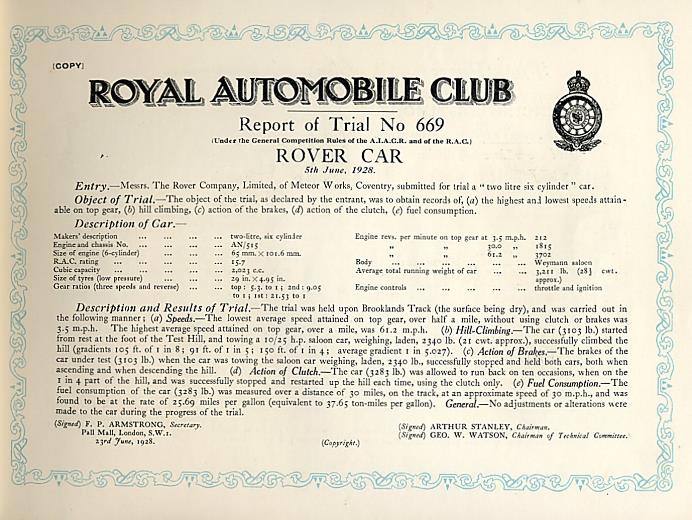 [COPY]
ROYAL AUTOMOBILE CLUB
Report of Trial No 669
(Under the General Competition Rules of the A.I.A.C.R. and of the R.A.C.)
ROVER CAR
5th June, 1928.
Entry.—Messrs. The Rover Company, Limited, of Meteor Works, Coventry, submitted for trial a "two litre six cylinder" car.
Object of Trial.—The object of the trial, as declared by the entrant, was to obtain records of, (a) the highest and lowest speeds attain-
able on top gear, (b) hill climbing, (c) action of the brakes, (d) action of the clutch, (e) fuel consumption.
Description of Car.—
Makers' description ... ... ... ... two-litre, six cylinder
Engine and chassis No. ... ... ... ... AN/515
Size of engine (6-cylinder) ... ... ... 65 mm. x 101.6 mm.
R.A.C. rating ... ... ... ... ... 15.7
Cubic capacity ... ... ... ... ... 2,023 c.c.
Size of tyres (low pressure) ... ... ... 29 in. x 4.95 in.
Gear ratios (three speeds and reverse) ... ... top: 5.3 to 1; 2nd: 9.05
to 1; 1st: 21.53 to 1
Engine revs. per minute on top gear at 3.5 m.p.h. 212
" " 30.0 " 1815
" " 61.2 " 3702
Body ... ... ... ... ... ... Weymann saloon
Average total running weight of car ... ... 3,211 lb. (28¾ cwt.
approx.)
Engine controls ... ... ... ... ... throttle and ignition
Description and Results of Trial.—The trial was held upon Brooklands Track (the surface being dry), and was carried out in
the following manner; (a) Speeds.—The lowest average speed attained on top gear, over half a mile, without using clutch or brakes was
3.5 m.p.h. The highest average speed attained on top gear, over a mile, was 61.2 m.p.h. (b) Hill-Climbing.—The car (3103 lb.) started
from rest at the foot of the Test Hill, and towing a 10/25 h.p. saloon car, weighing, laden, 2340 lb. (21 cwt. approx.), successfully climbed the
hill (gradients 105 ft. of 1 in 8; 91 ft. of 1 in 5; 150 ft. of 1 in 4; average gradient 1 in 5.027). (c) Action of Brakes.—The brakes of the
car under test (3103 lb.) when the car was towing the saloon car weighing, laden, 2340 lb., successfully stopped and held both cars, both when
ascending and when descending the hill. (d) Action of Clutch.—The car (3283 lb.) was allowed to run back on ten occasions, when on the
1 in 4 part of the hill, and was successfully stopped and restarted up the hill each time, using the clutch only. (e) Fuel Consumption.—The
fuel consumption of the car (3283 lb.) was measured over a distance of 30 miles, on the track, at an approximate speed of 30 m.p.h., and was
found to be at the rate of 25.69 miles per gallon (equivalent to 37.65 ton-miles per gallon). General.—No adjustments or alterations were
made to the car during the progress of the trial.
(Signed) F. P. ARMSTRONG, Secretary.
Pall Mall, London, S.W.1.
23rd June, 1928.
(Copyright.)
(Signed) ARTHUR STANLEY, Chairman.
(Signed) GEO. W. WATSON, Chairman of Technical Committee.